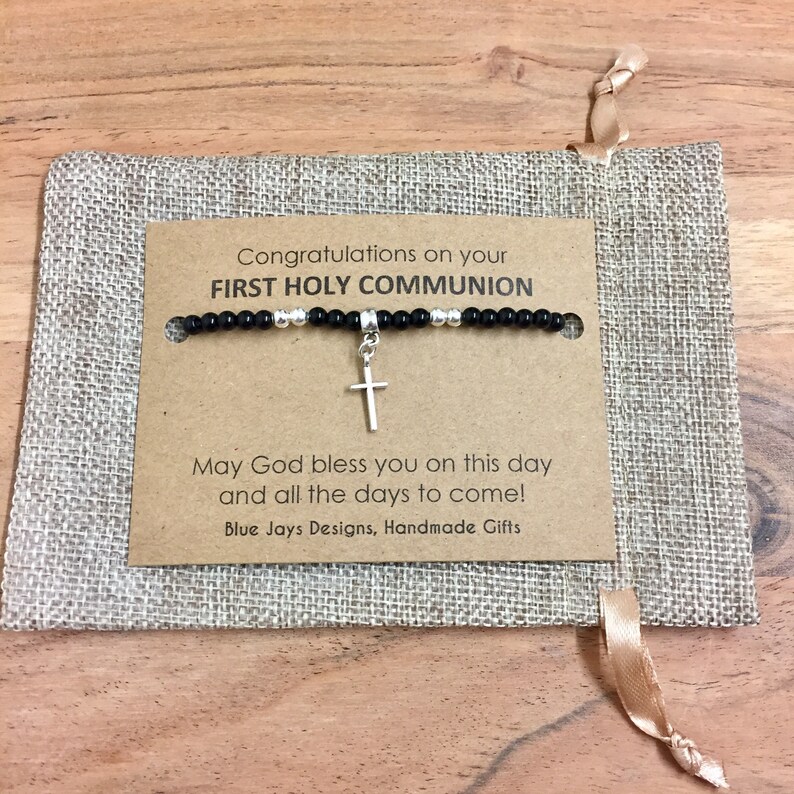 Congratulations on your
FIRST HOLY COMMUNION
May God bless you on this day
and all the days to come!
Blue Jays Designs, Handmade Gifts